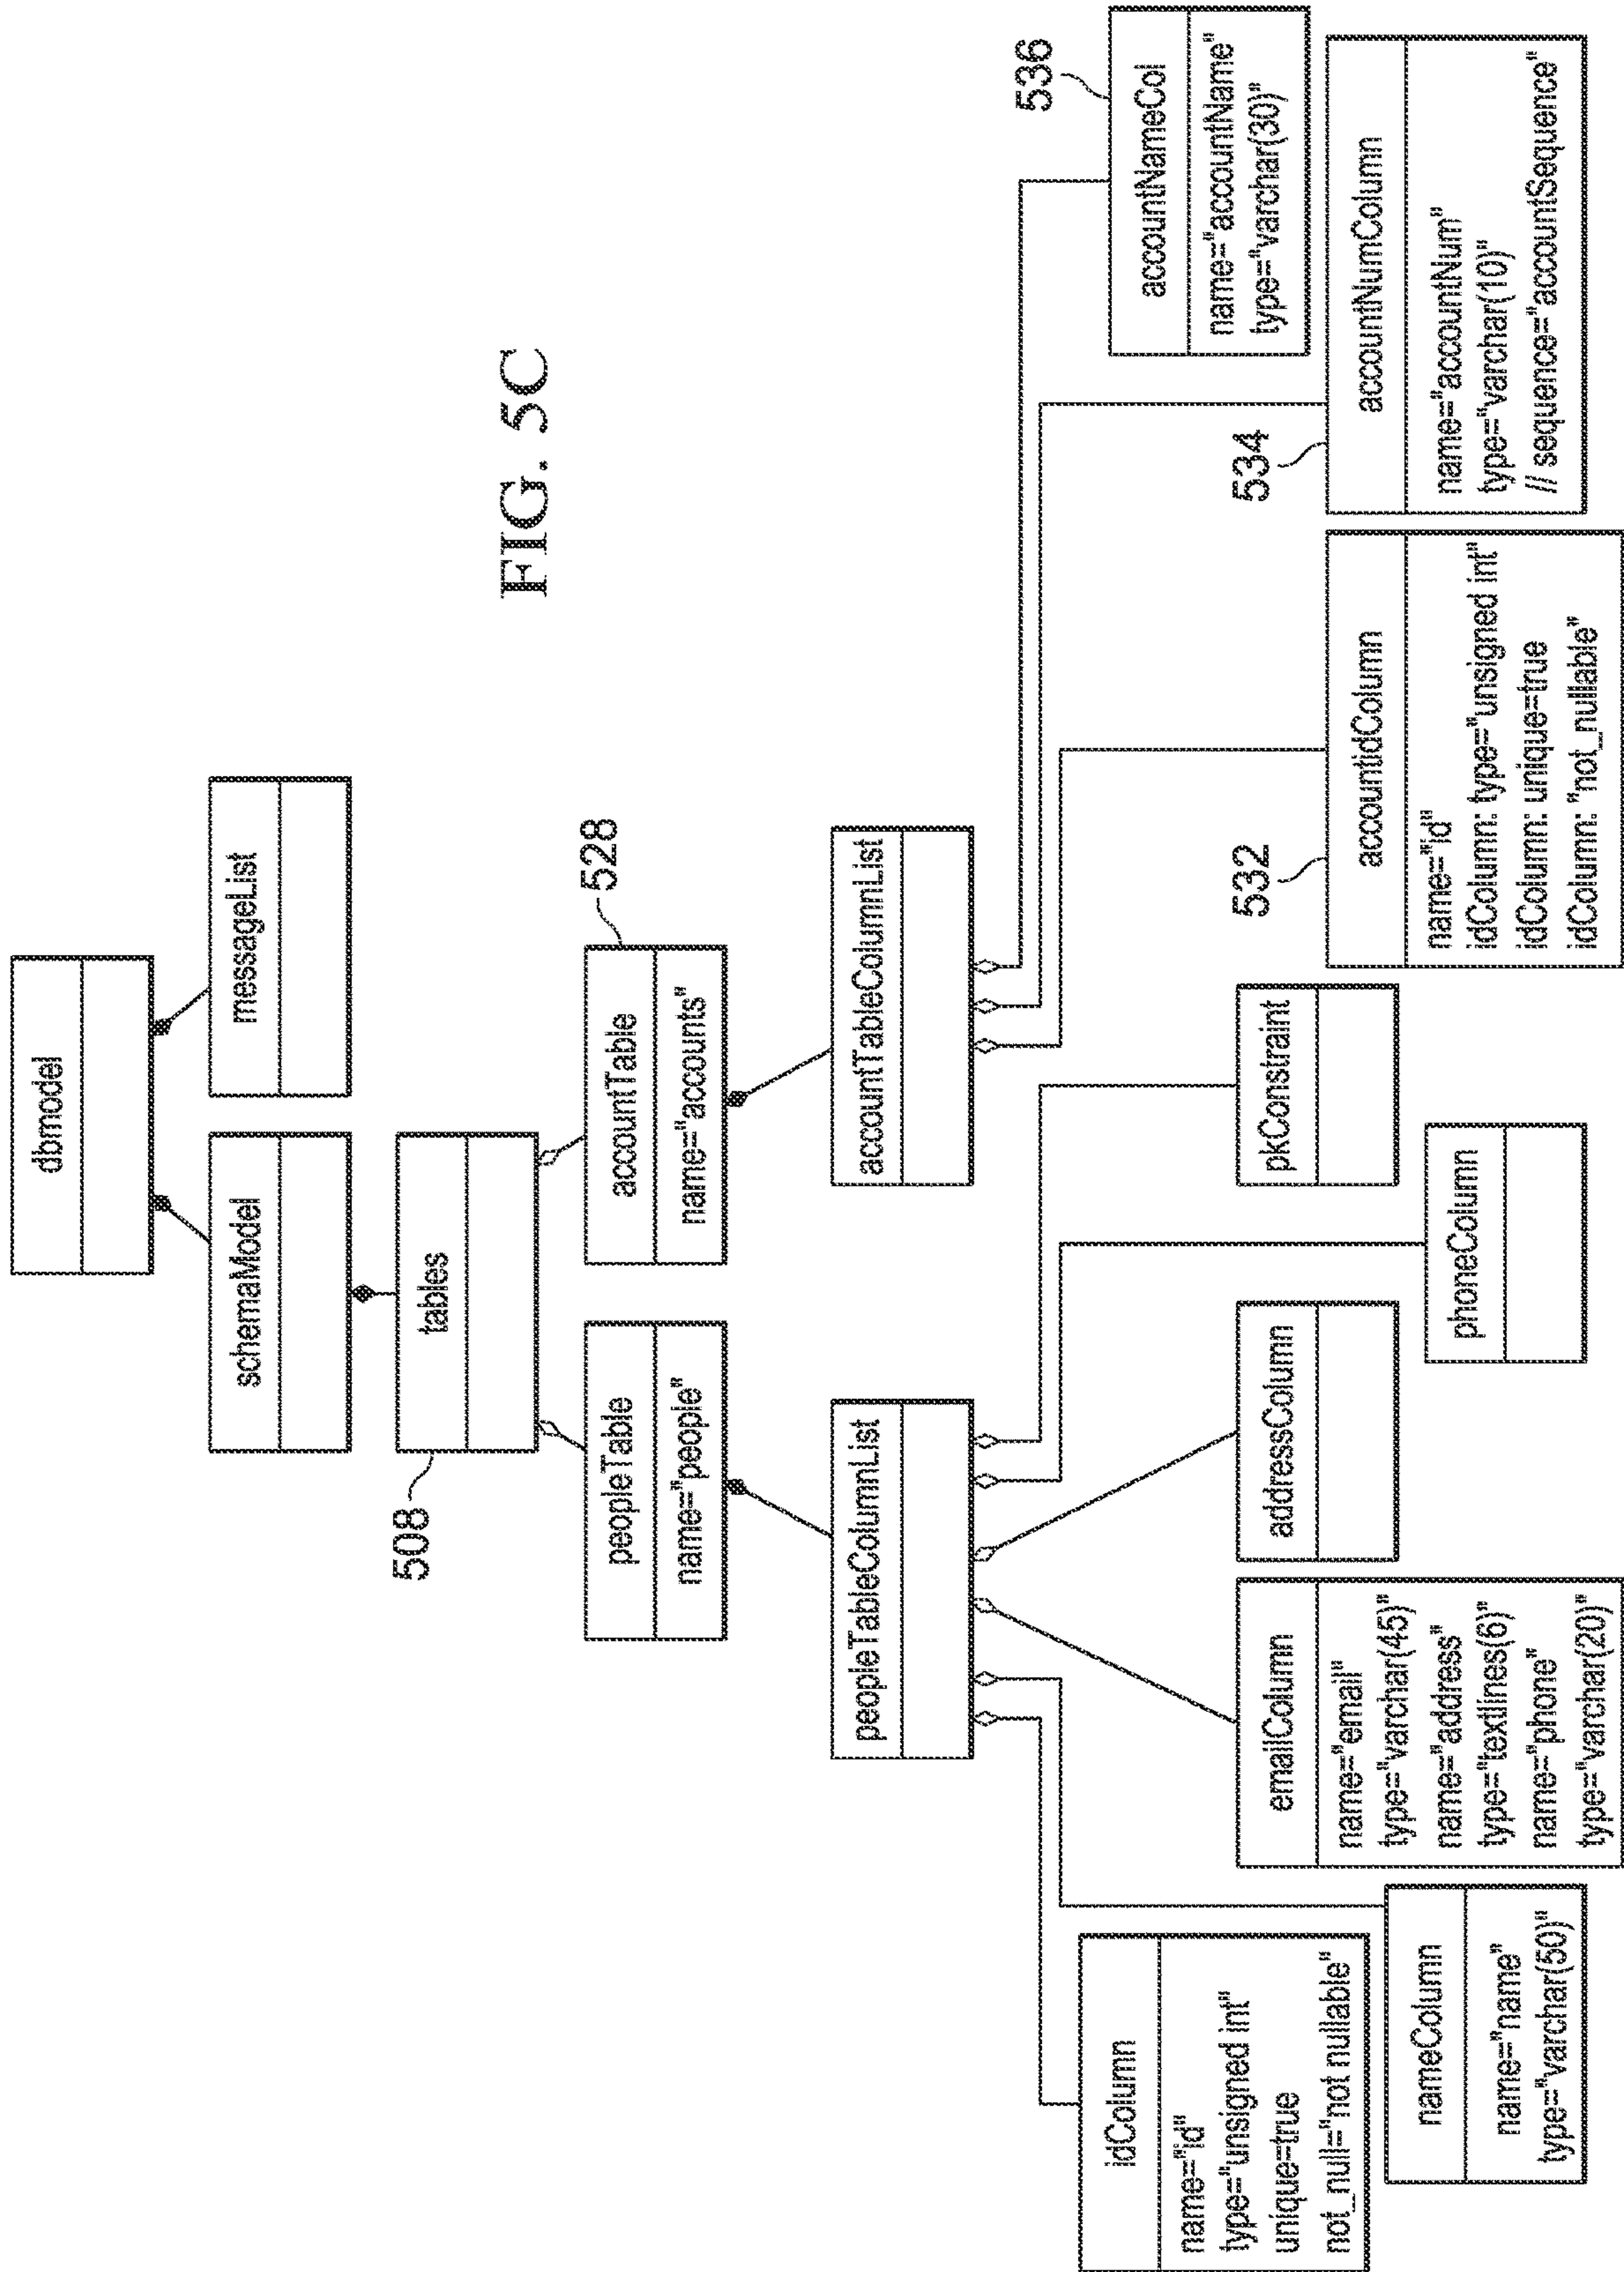 dbmodel
schemaModel
messageList
508
tables
528
peopleTable
name="people"
accountTable
name="accounts"
FIG. 5C
peopleTableColumnList
accountTableColumnList
idColumn
name="id"
type="unsigned int"
unique=true
not_null="not nullable"
nameColumn
name="name"
type="varchar(50)"
emailColumn
name="email"
type="varchar(45)"
name="address"
type="textlines(6)"
name="phone"
type="varchar(20)"
addressColumn
phoneColumn
pkConstraint
532
accountidColumn
name="id"
idColumn: type="unsigned int"
idColumn: unique=true
idColumn: "not_nullable"
534
accountNumColumn
name="accountNum"
type="varchar(10)"
// sequence="accountSequence"
536
accountNameCol
name="accountName"
type="varchar(30)"